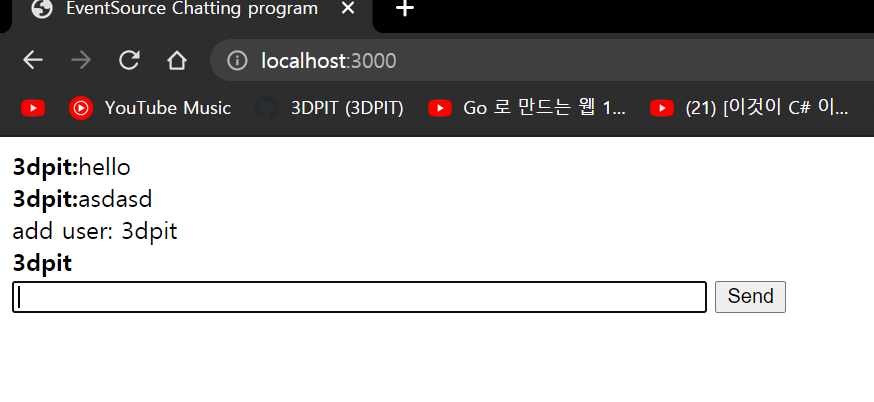 EventSource Chatting program
localhost:3000
YouTube Music 3DPIT (3DPIT) Go 로 만드는 웹 1... (21) [이것이 C# 이...
3dpit:hello
3dpit:asdasd
add user: 3dpit
3dpit
Send